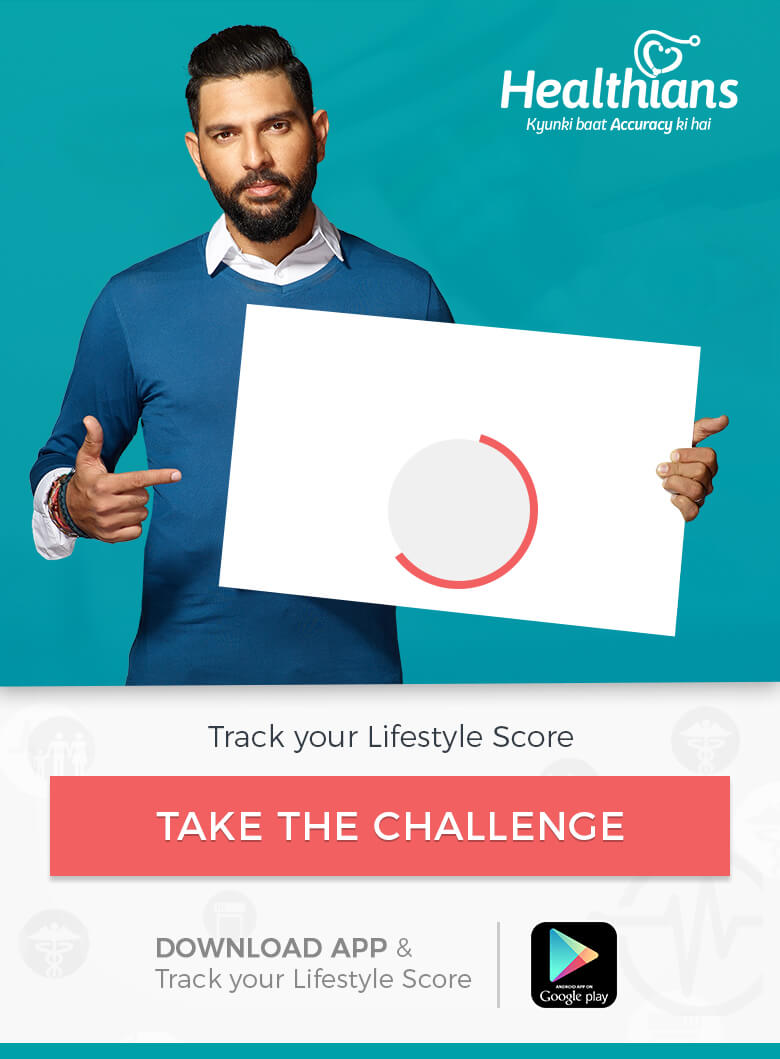 Healthians
Kyunki baat Accuracy ki hai
Track your Lifestyle Score
TAKE THE CHALLENGE
DOWNLOAD APP &
Track your Lifestyle Score
ANDROID APP ON
Google play